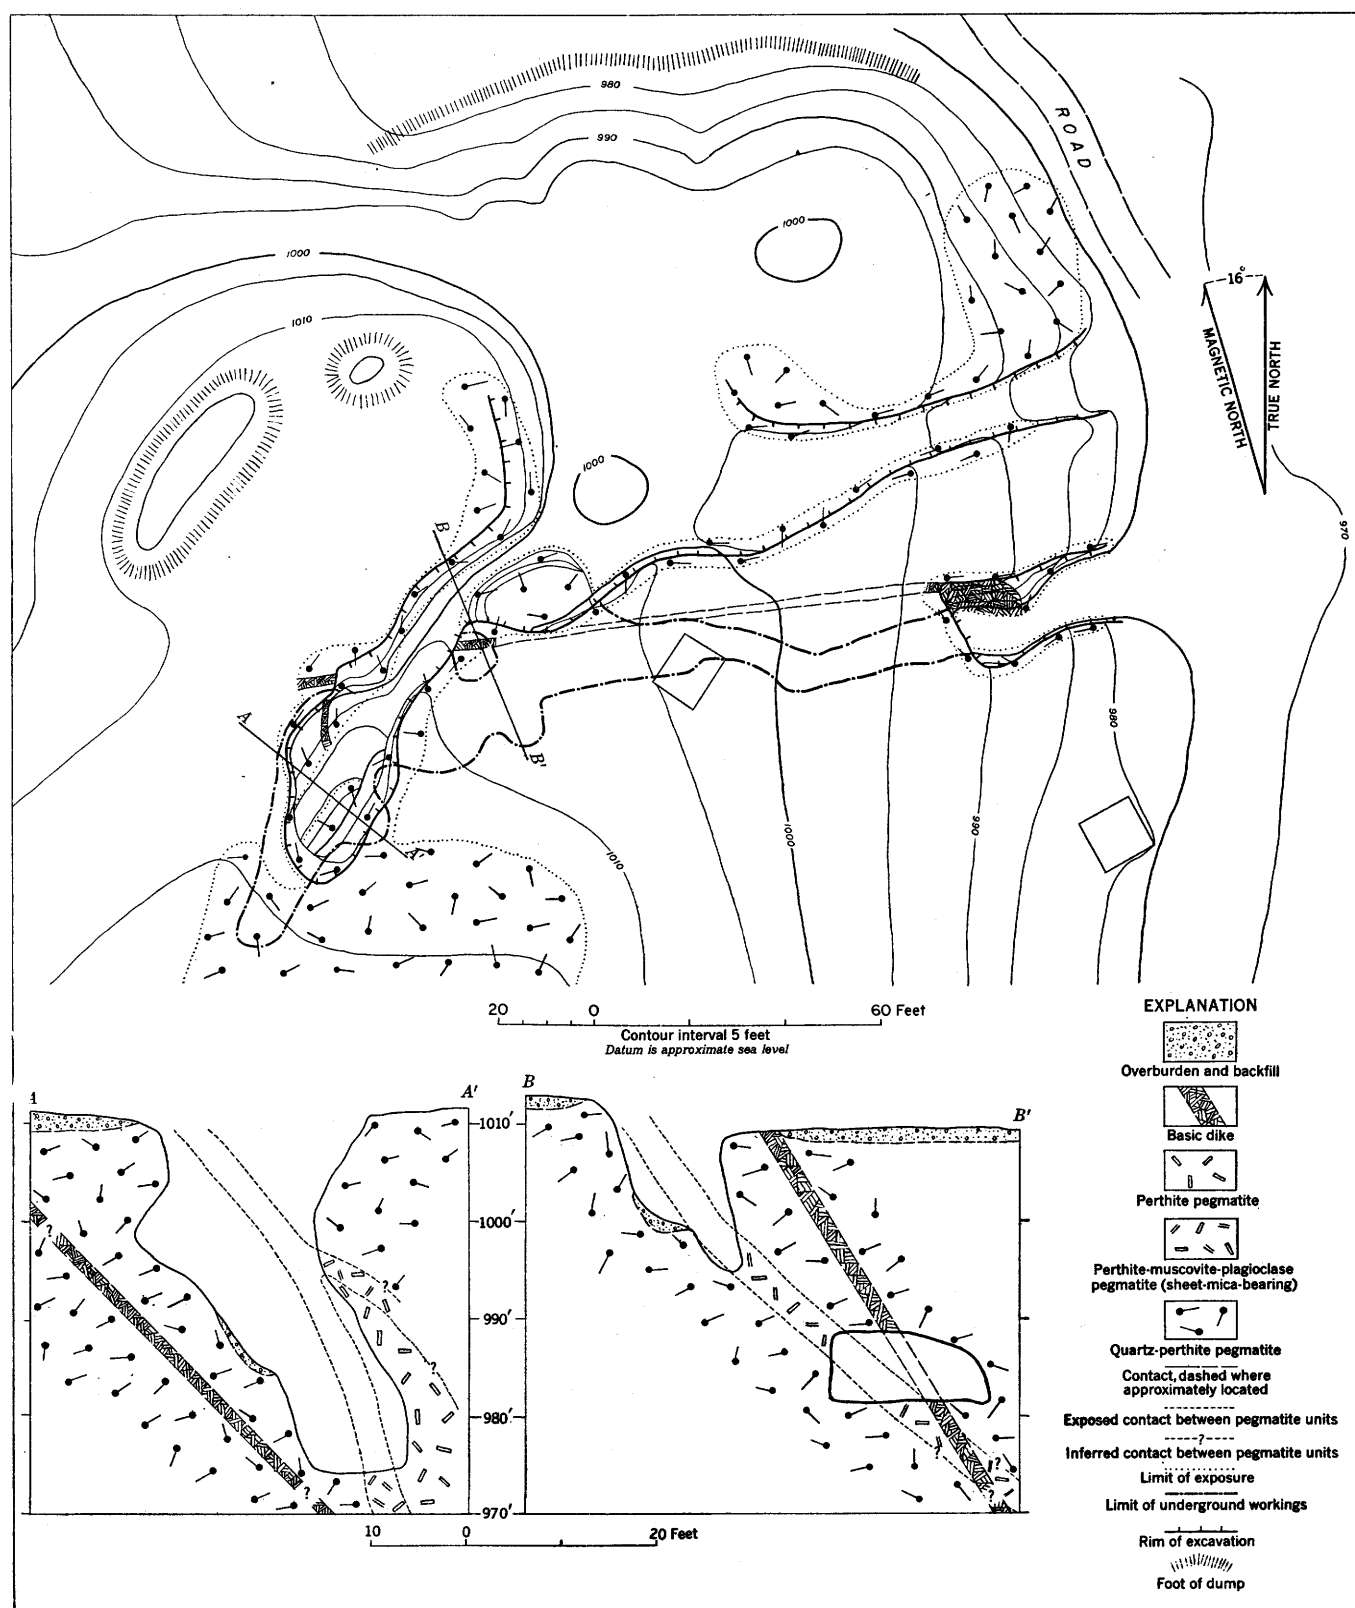 980
990
ROAD
1000
1000
16°
1010
MAGNETIC NORTH
TRUE NORTH
1000
970
B
A
980
B'
1000
990
1010
A'
20 0 60 Feet
Contour interval 5 feet
Datum is approximate sea level
EXPLANATION
Overburden and backfill
Basic dike
Perthite pegmatite
Perthite-muscovite-plagioclase
pegmatite (sheet-mica-bearing)
Quartz-perthite pegmatite
Contact, dashed where
approximately located
Exposed contact between pegmatite units
?
Inferred contact between pegmatite units
Limit of exposure
Limit of underground workings
Rim of excavation
Foot of dump
A' B B'
1010'
1000'
990'
980'
970'
?
?
?
?
?
?
?
10 0 20 Feet